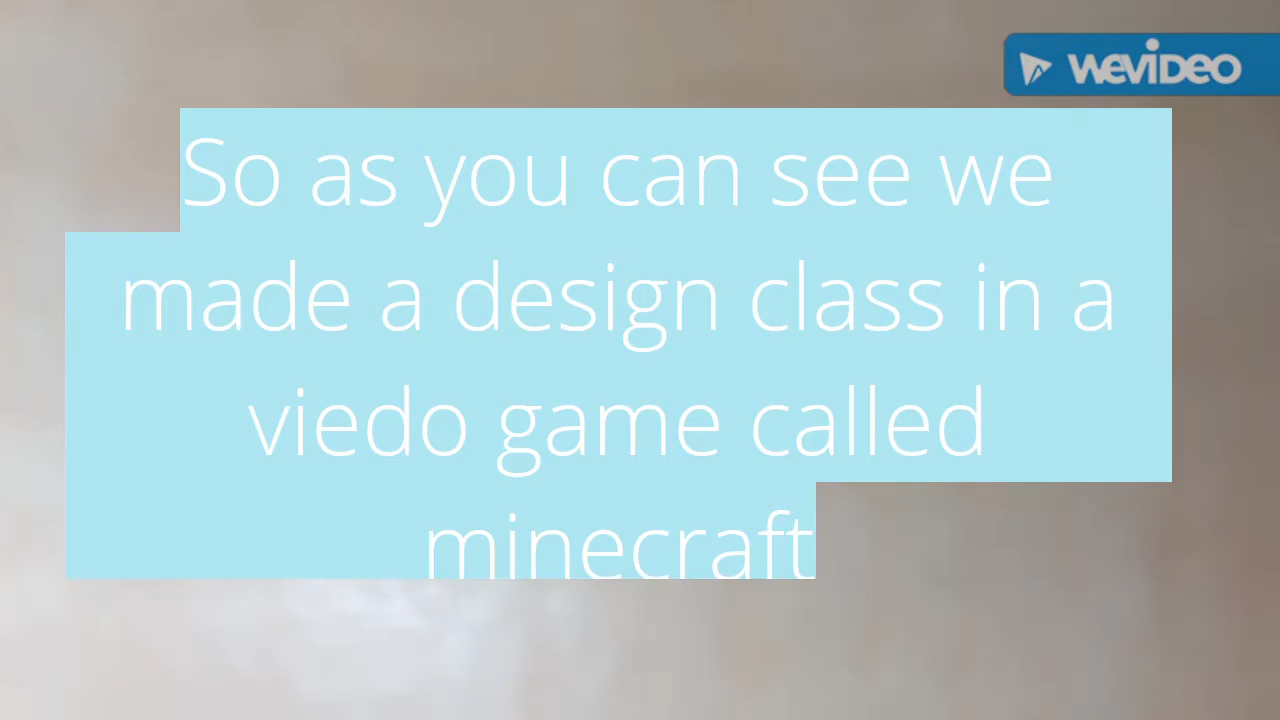 WEVIDEO
So as you can see we
made a design class in a
viedo game called
minecraft